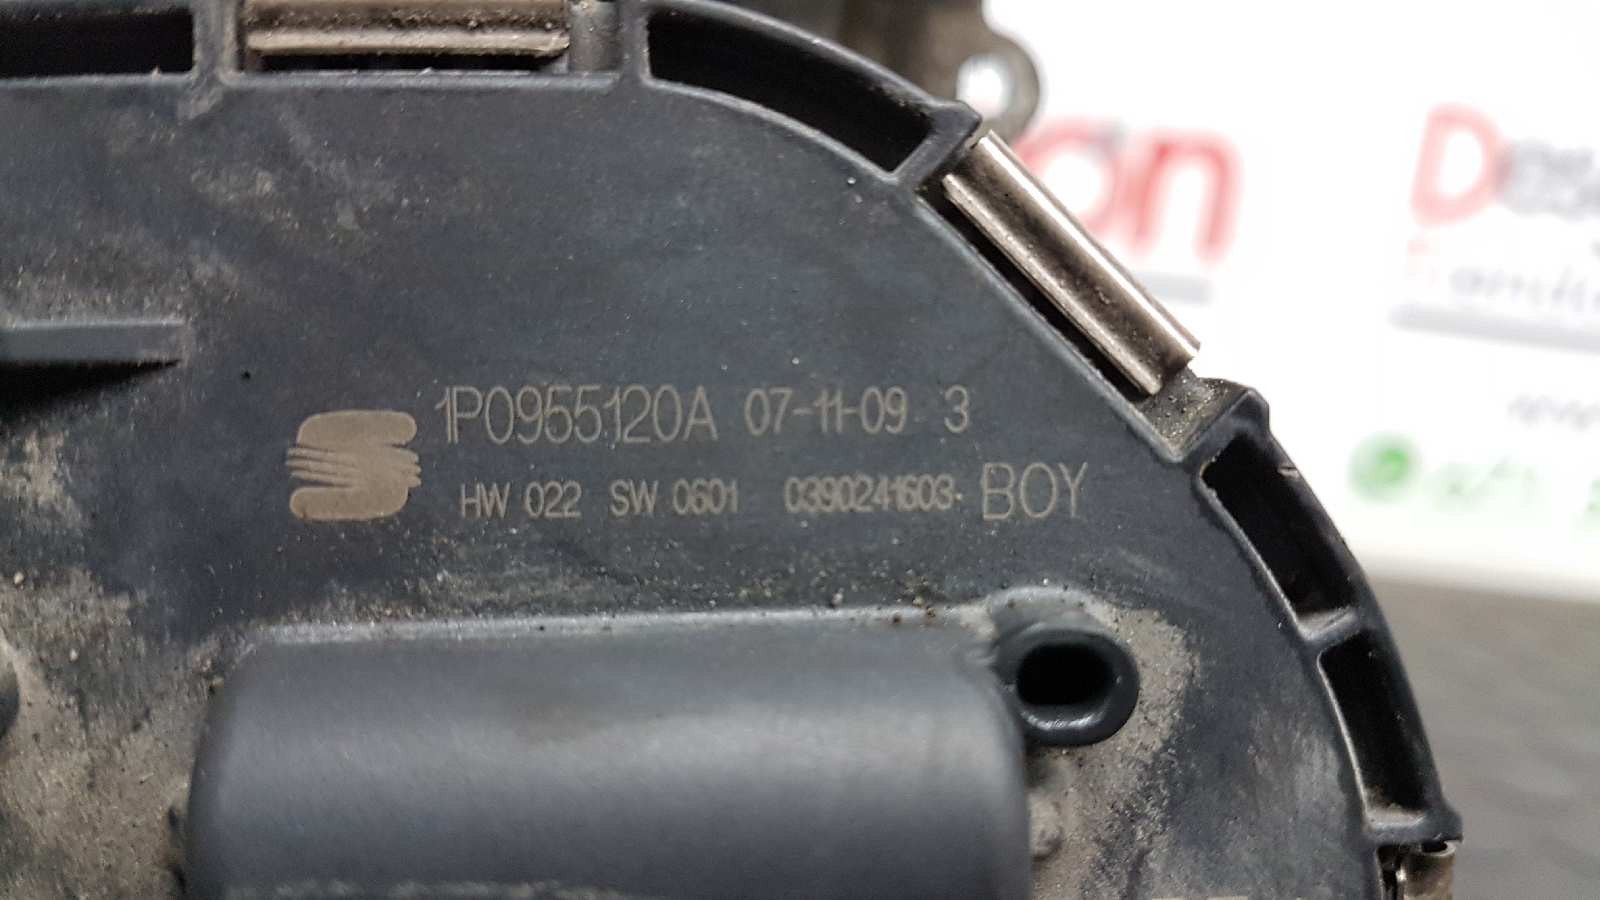 1P0955120A 07-11-09 3
HW 022 SW 0601 0390241603 BOY